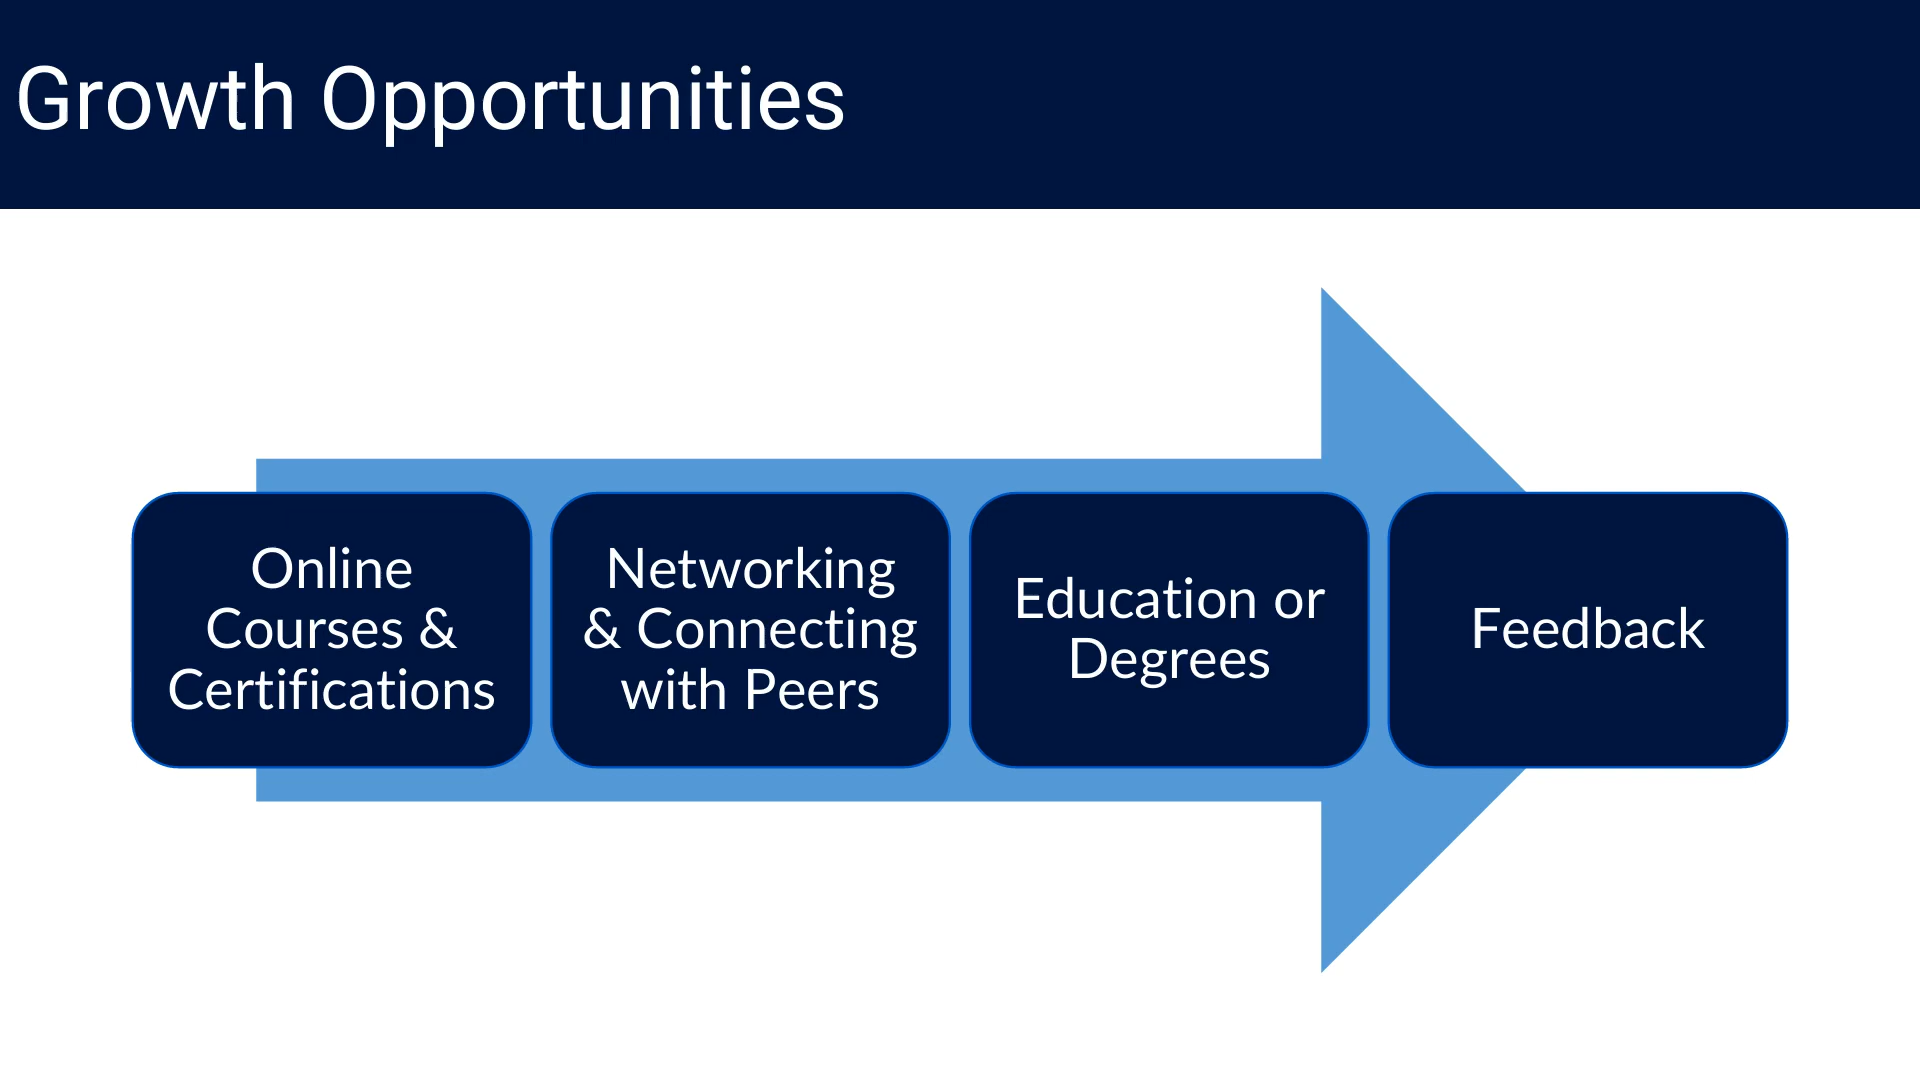 Growth Opportunities
Online
Courses &
Certifications
Networking
& Connecting
with Peers
Education or
Degrees
Feedback